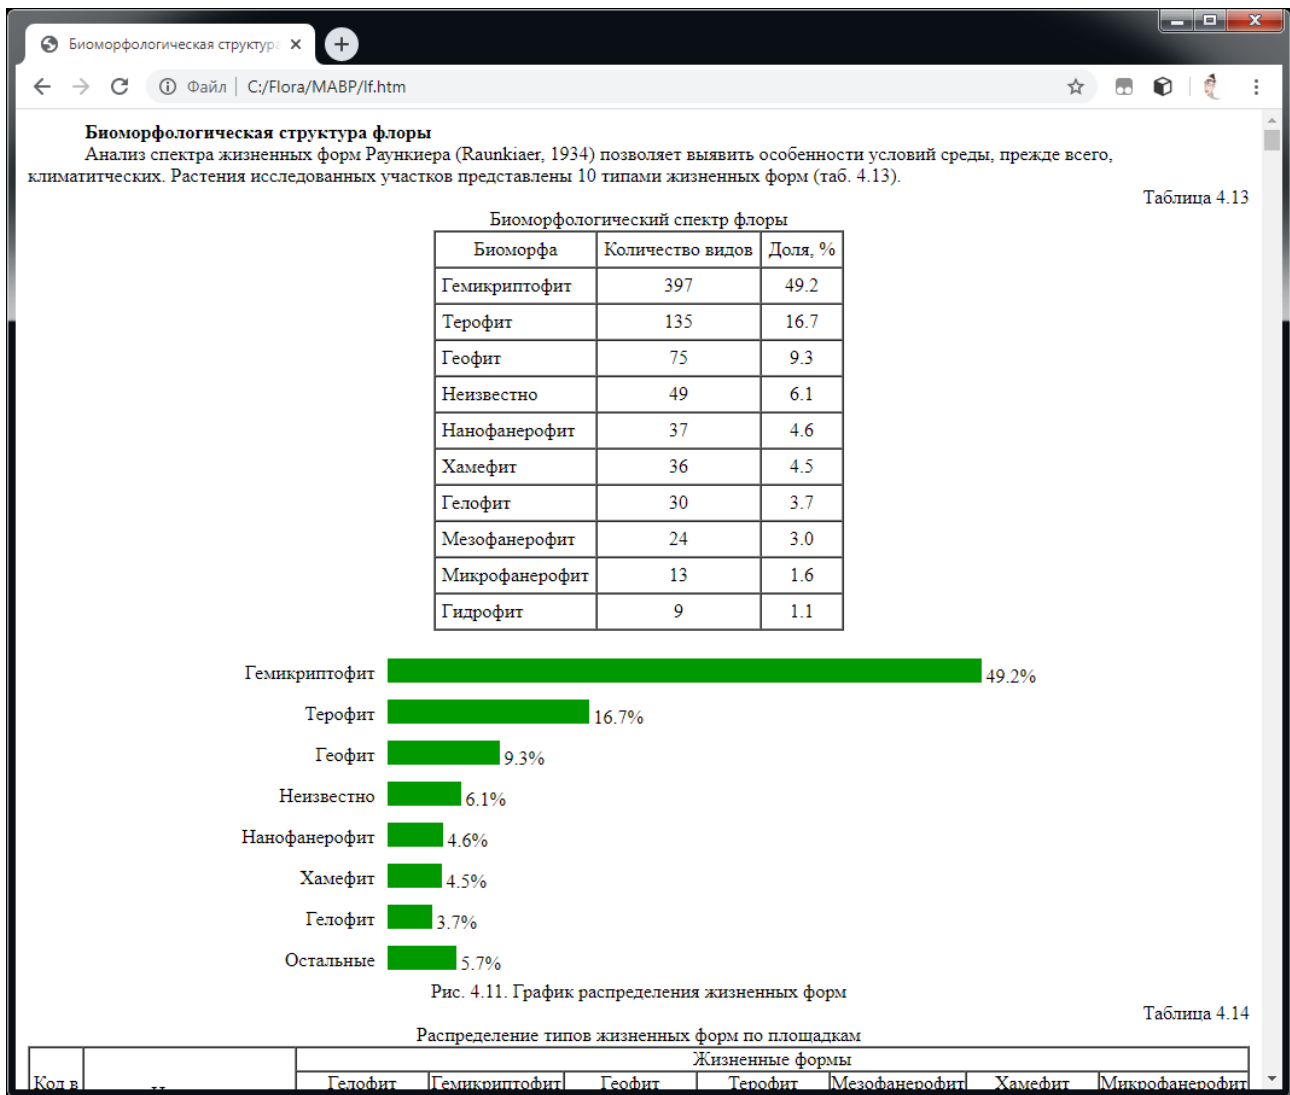 Биоморфологическая структура
Файл | C:/Flora/MABP/lf.htm
Биоморфологическая структура флоры
Анализ спектра жизненных форм Раункиера (Raunkiaer, 1934) позволяет выявить особенности условий среды, прежде всего,
климатитческих. Растения исследованных участков представлены 10 типами жизненных форм (таб. 4.13).
Таблица 4.13
Биоморфологический спектр флоры
Биоморфа Количество видов Доля, %
Гемикриптофит 397 49.2
Терофит 135 16.7
Геофит 75 9.3
Неизвестно 49 6.1
Нанофанерофит 37 4.6
Хамефит 36 4.5
Гелофит 30 3.7
Мезофанерофит 24 3.0
Микрофанерофит 13 1.6
Гидрофит 9 1.1
Гемикриптофит 49.2%
Терофит 16.7%
Геофит 9.3%
Неизвестно 6.1%
Нанофанерофит 4.6%
Хамефит 4.5%
Гелофит 3.7%
Остальные 5.7%
Рис. 4.11. График распределения жизненных форм
Таблица 4.14
Распределение типов жизненных форм по площадкам
Жизненные формы
Код в Гелофит Гемикриптофит Геофит Терофит Мезофанерофит Хамефит Микрофанерофит